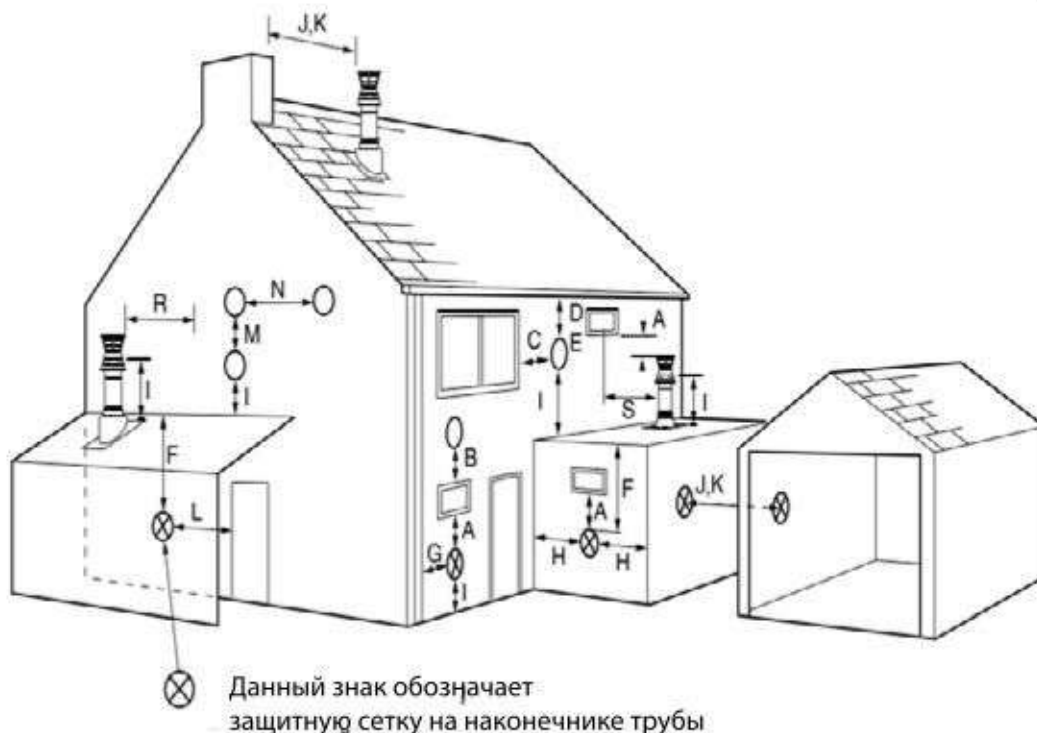 J,K
R
N
M
I
I
F
L
D
A
C
E
I
S
I
B
A
G
I
F
A
H
H
J,K
Данный знак обозначает
защитную сетку на наконечнике трубы